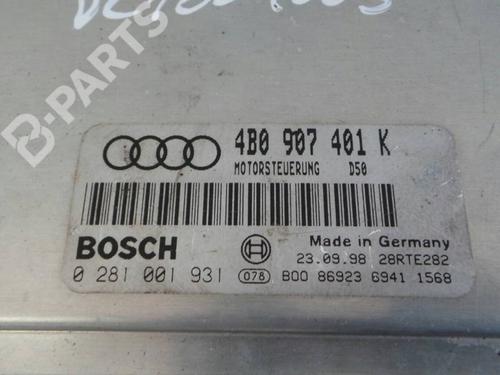 B-PARTS
4B0 907 401 K
MOTORSTEUERUNG D50
BOSCH
Made in Germany
23.09.98 28RTE282
0 281 001 931 078 B00 86923 6941 1568